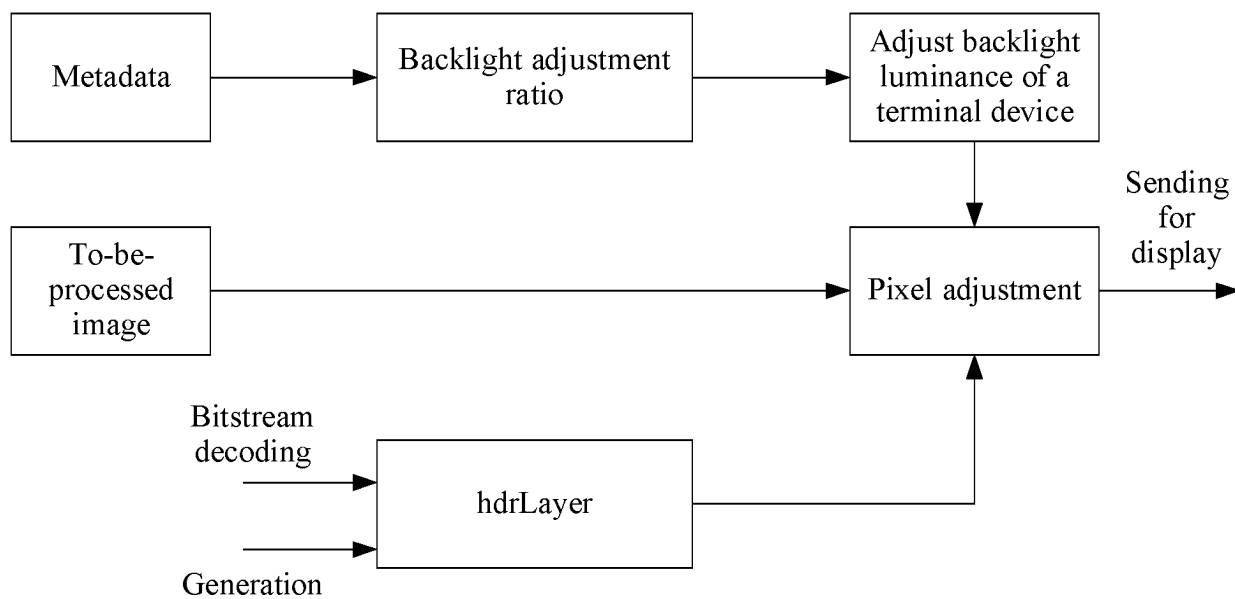 Metadata
Backlight adjustment
ratio
Adjust backlight
luminance of a
terminal device
Sending
for
display
To-be-
processed
image
Pixel adjustment
Bitstream
decoding
hdrLayer
Generation